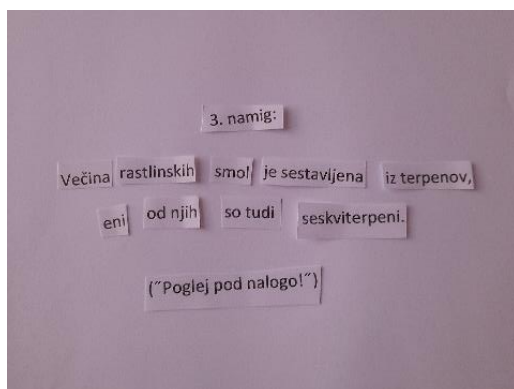 3. namig:
Večina rastlinskih smol je sestavljena iz terpenov,
eni od njih so tudi seskviterpeni.
(˝Poglej pod nalogo!˝)